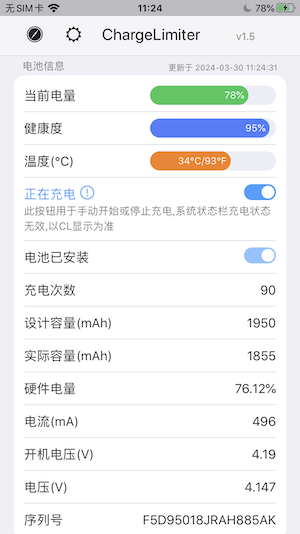 无SIM卡 11:24 78%
ChargeLimiter v1.5
电池信息 更新于 2024-03-30 11:24:31
当前电量 78%
健康度 95%
温度(°C) 34°C/93°F
正在充电
此按钮用于手动开始或停止充电,系统状态栏充电状态
无效,以CL显示为准
电池已安装
充电次数 90
设计容量(mAh) 1950
实际容量(mAh) 1855
硬件电量 76.12%
电流(mA) 496
开机电压(V) 4.19
电压(V) 4.147
序列号 F5D95018JRAH885AK